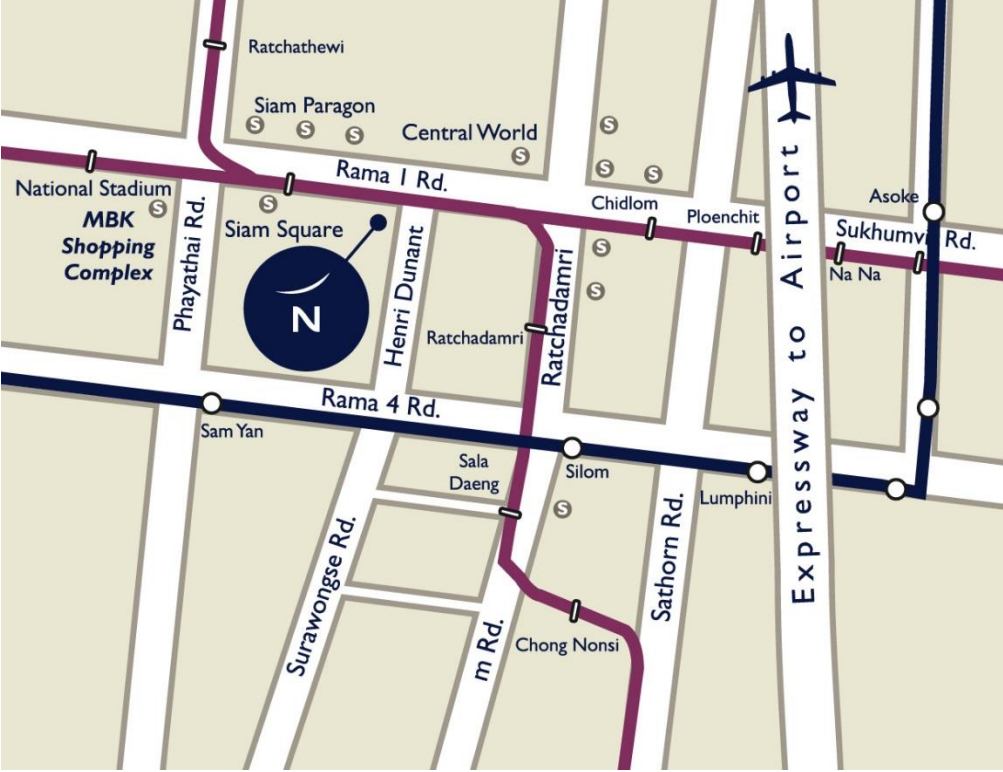 Ratchathewi
Siam Paragon
S
S
S
S
Central World
S
S
S
Rama 1 Rd.
National Stadium
S
MBK
Shopping
Complex
S
Siam Square
Chidlom
Ploenchit
Asoke
Sukhumvi Rd.
Na Na
S
S
N
Phayathai Rd.
Henri Dunant
Ratchadamri
Ratchadamri
Expressway to Airport
Rama 4 Rd.
Sam Yan
Sala
Daeng
Silom
Lumphini
S
Surawongse Rd.
m Rd.
Sathorn Rd.
Chong Nonsi